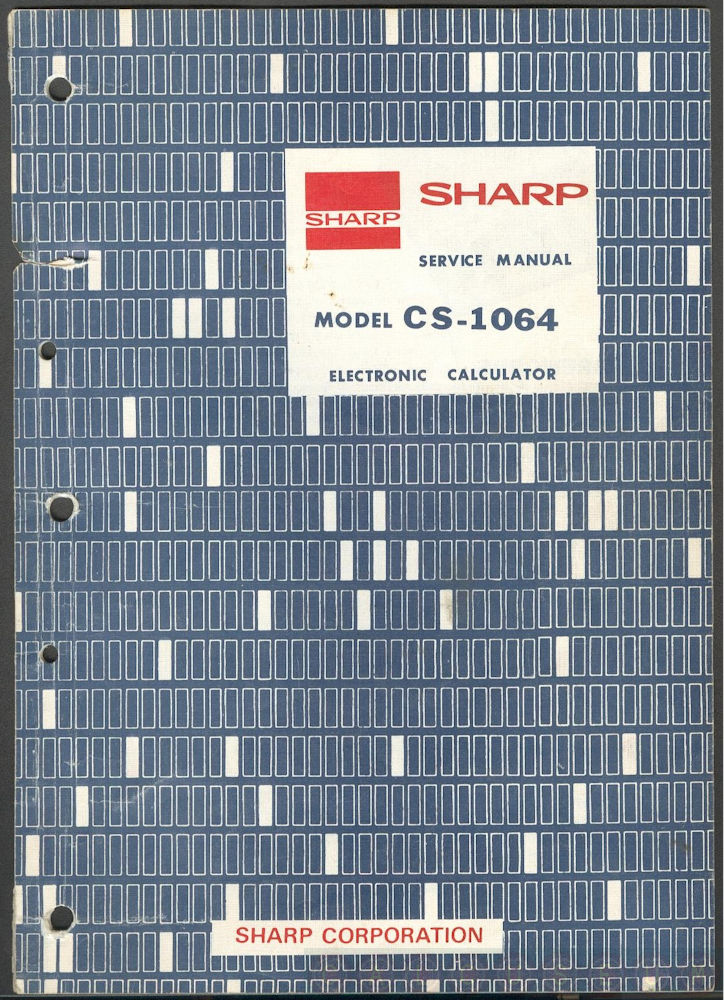 SHARP
SHARP
SERVICE MANUAL
MODEL CS-1064
ELECTRONIC CALCULATOR
SHARP CORPORATION